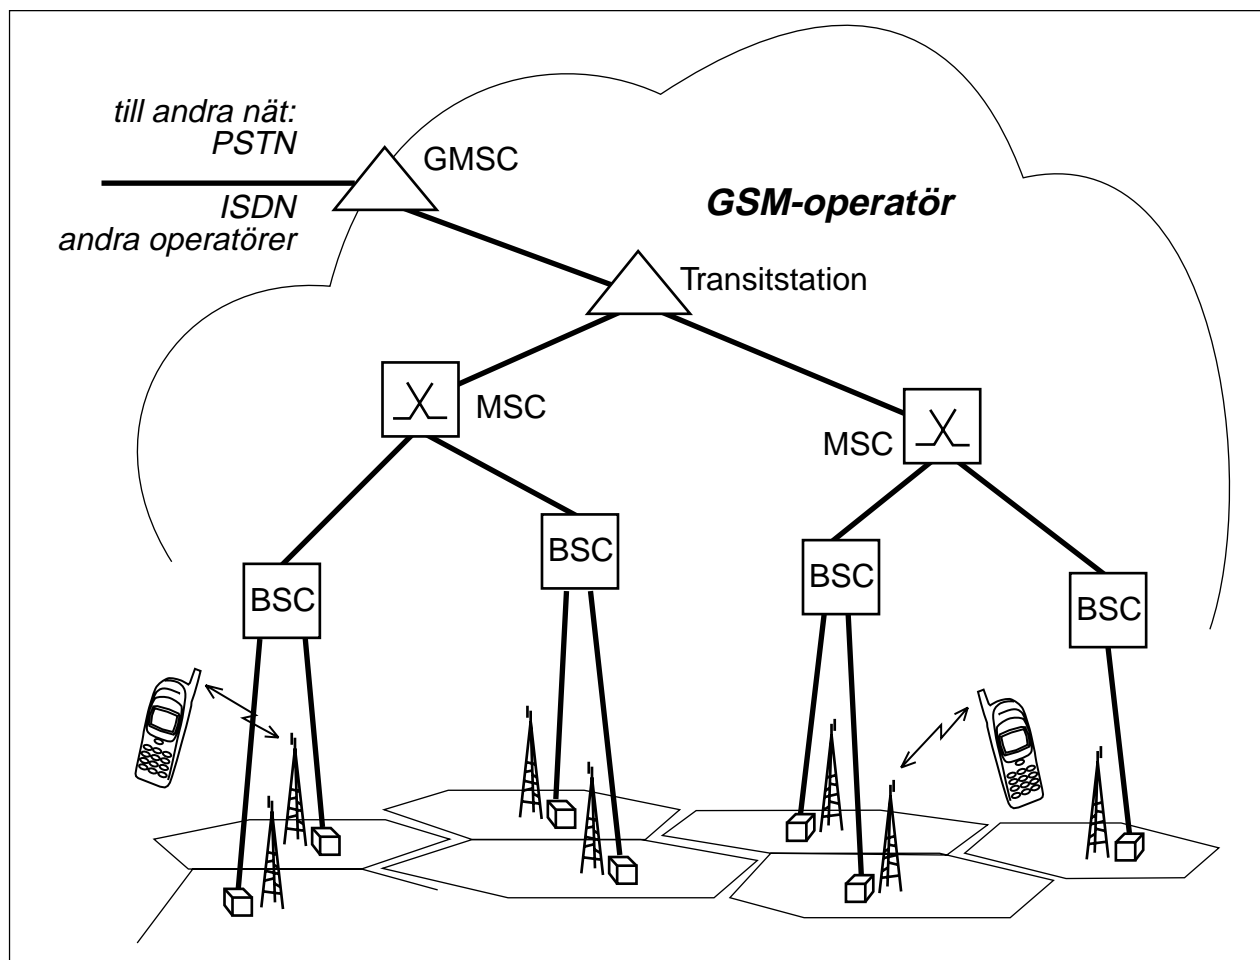 till andra nät:
PSTN
GMSC
ISDN
andra operatörer
GSM-operatör
Transitstation
MSC
MSC
BSC
BSC
BSC
BSC